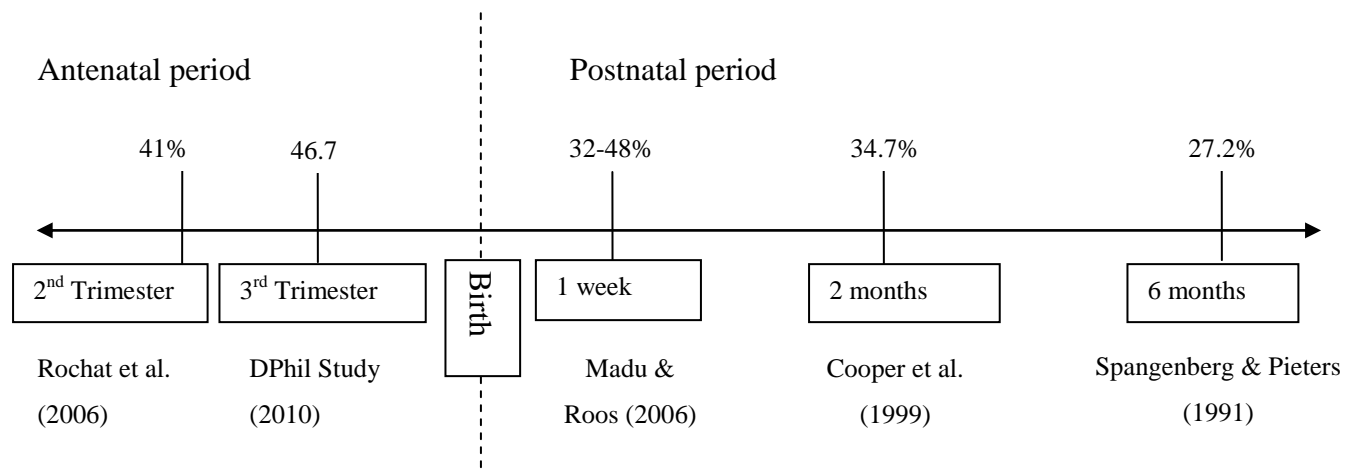 Antenatal period
Postnatal period
41%
46.7
32-48%
34.7%
27.2%
2nd Trimester
3rd Trimester
Birth
1 week
2 months
6 months
Rochat et al.
(2006)
DPhil Study
(2010)
Madu &
Roos (2006)
Cooper et al.
(1999)
Spangenberg & Pieters
(1991)